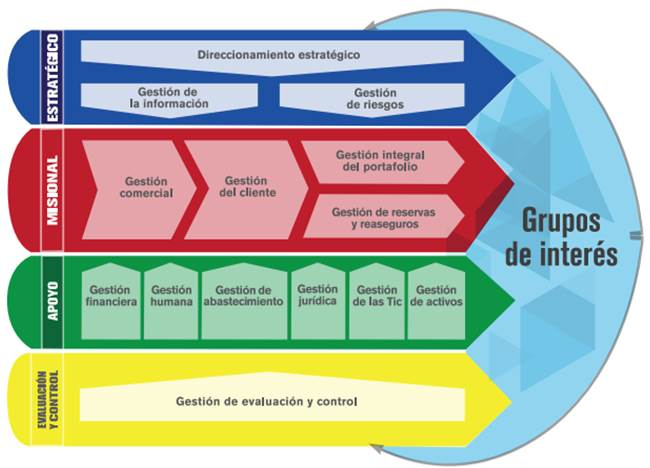 ESTRATÉGICO
Direccionamiento estratégico
Gestión de
la información
Gestión
de riesgos
MISIONAL
Gestión
comercial
Gestión
del cliente
Gestión integral
del portafolio
Gestión de reservas
y reaseguros
Grupos
de interés
APOYO
Gestión
financiera
Gestión
humana
Gestión de
abastecimiento
Gestión
jurídica
Gestión
de las Tic
Gestión
de activos
EVALUACIÓN
Y CONTROL
Gestión de evaluación y control